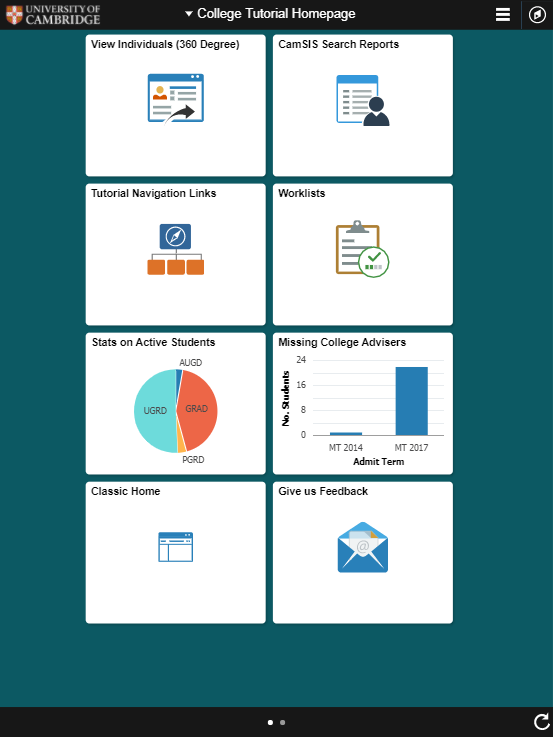 UNIVERSITY OF
CAMBRIDGE
College Tutorial Homepage
View Individuals (360 Degree)
CamSIS Search Reports
Tutorial Navigation Links
Worklists
Stats on Active Students
AUGD
UGRD
GRAD
PGRD
Missing College Advisers
24
16
8
0
No. Students
MT 2014
MT 2017
Admit Term
Classic Home
Give us Feedback
@